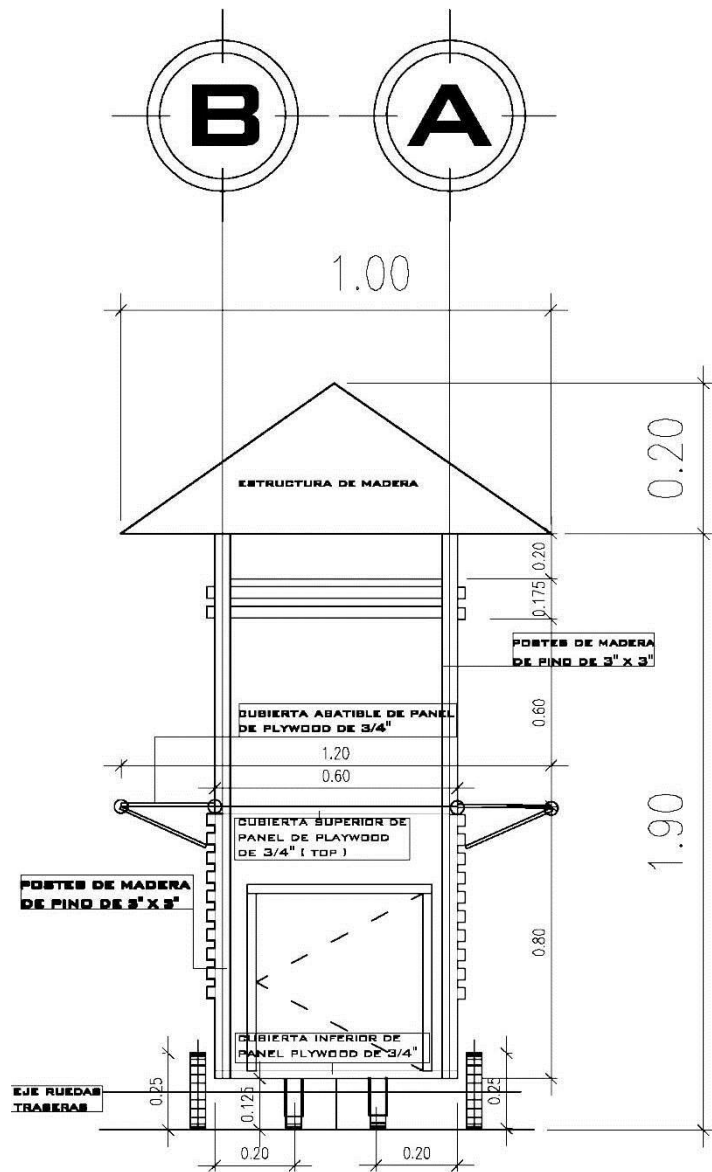 B A
1.00
0.20
ESTRUCTURA DE MADERA
0.20
0.175
POSTES DE MADERA
DE PINO DE 3" X 3"
0.60
CUBIERTA ABATIBLE DE PANEL
DE PLYWOOD DE 3/4"
1.20
0.60
CUBIERTA SUPERIOR DE
PANEL DE PLAYWOOD
DE 3/4" ( TOP )
1.90
POSTES DE MADERA
DE PINO DE 3" X 3"
0.80
CUBIERTA INFERIOR DE
PANEL PLYWOOD DE 3/4"
EJE RUEDAS
TRASERAS
0.25
0.125
0.25
0.20
0.20